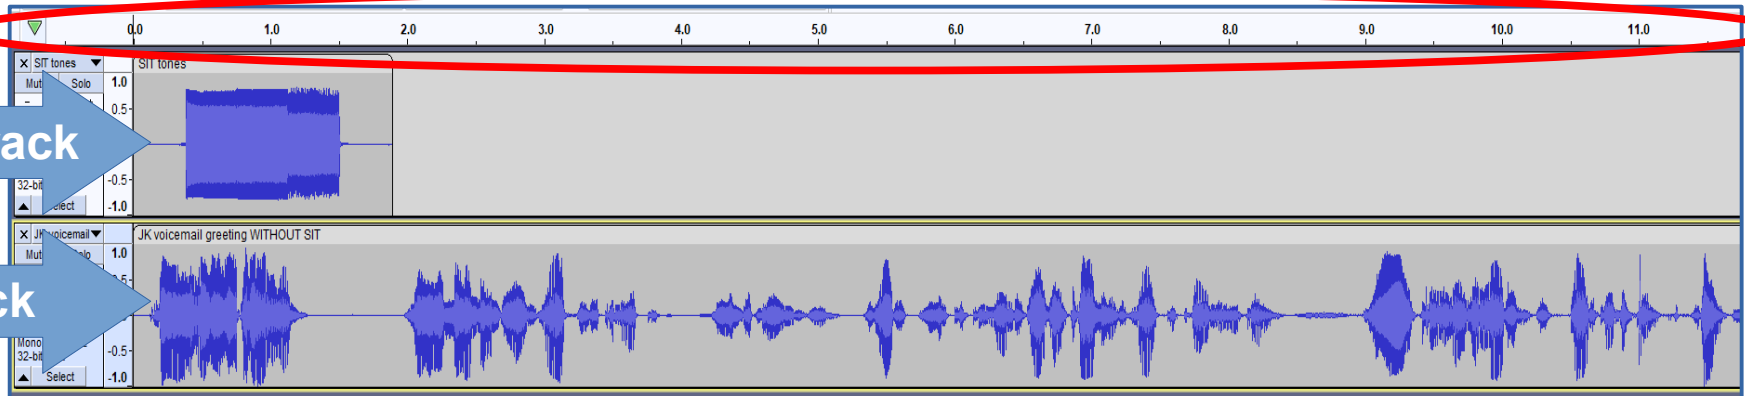 0.0 1.0 2.0 3.0 4.0 5.0 6.0 7.0 8.0 9.0 10.0 11.0
X SIT tones SIT tones
Solo 1.0
0.5
ack
-0.5
32-bit
-1.0
X JK voicemail JK voicemail greeting WITHOUT SIT
1.0
ck
Mono
32-bit -0.5
Select -1.0